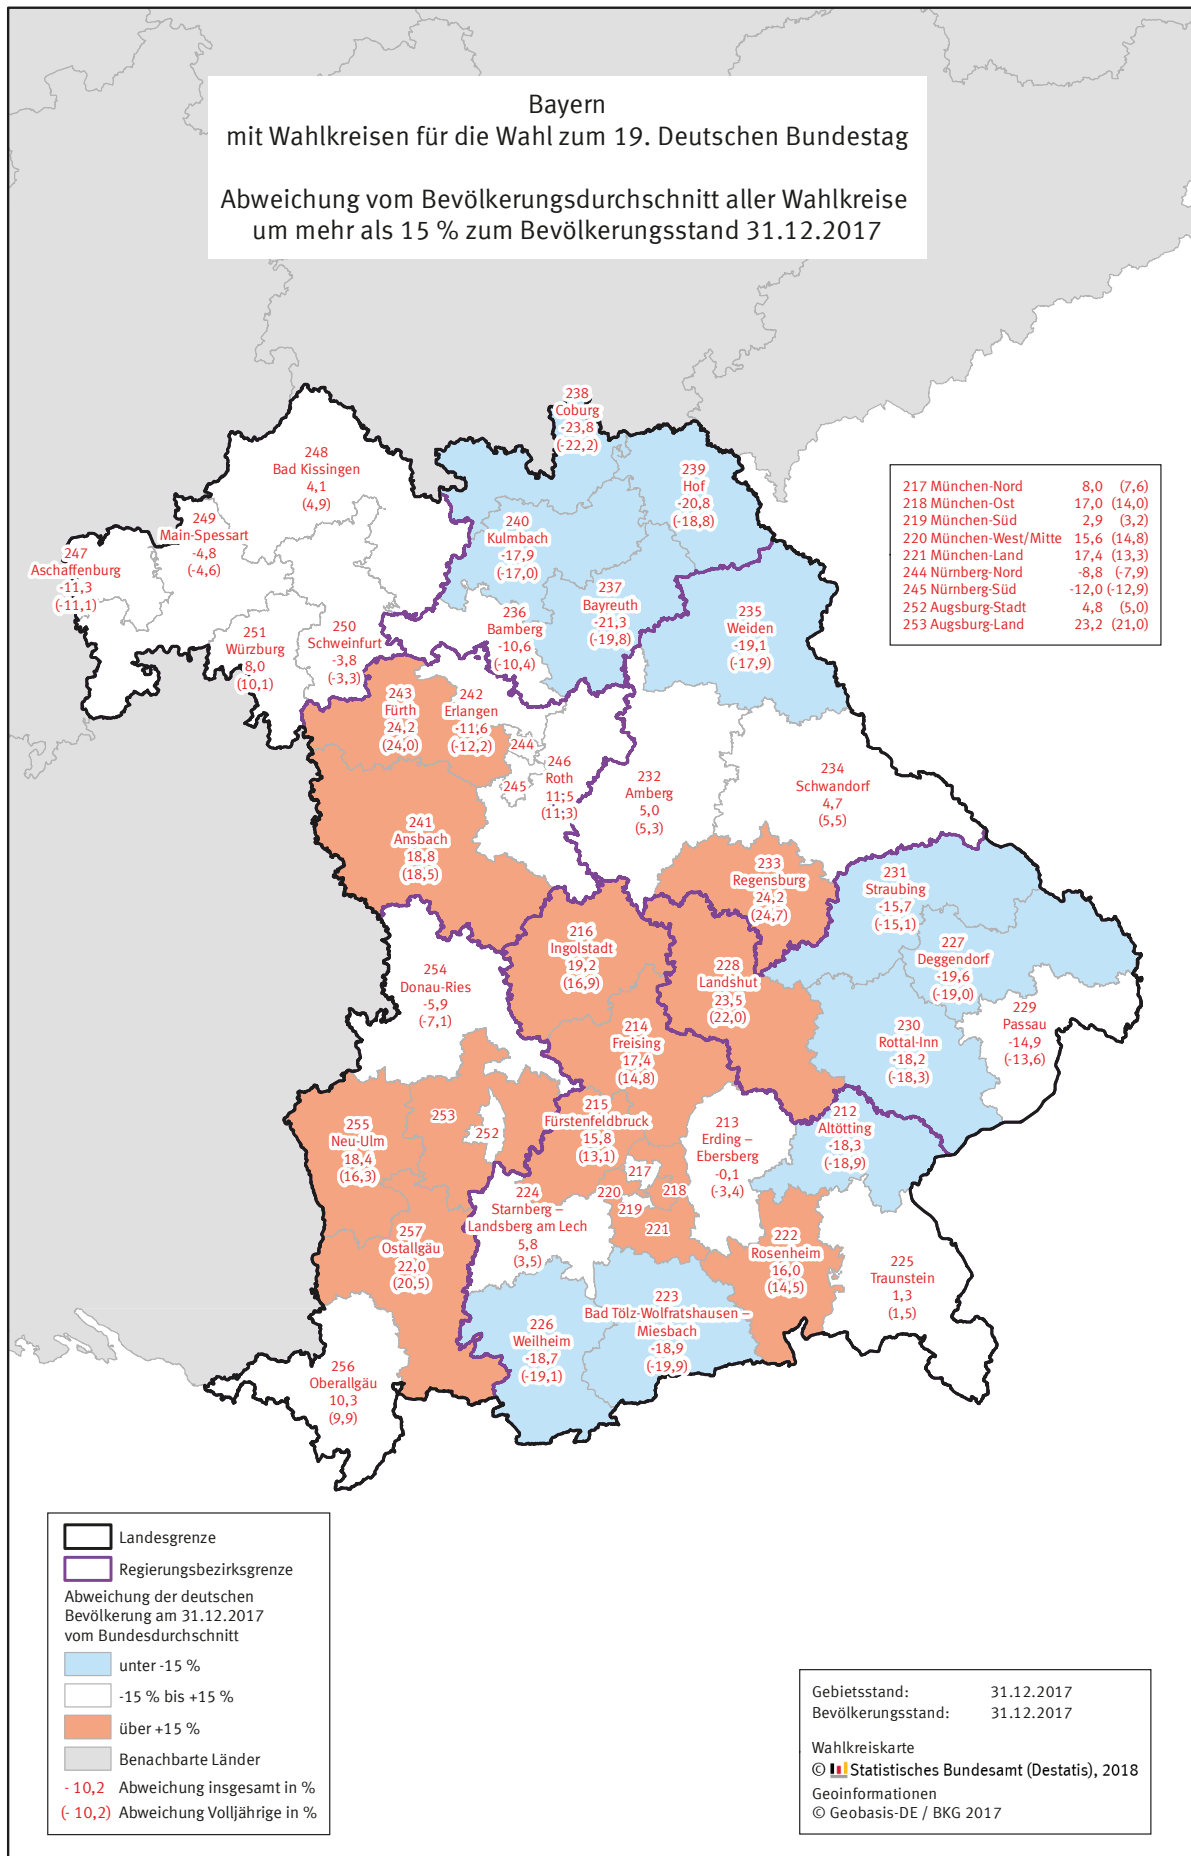 Bayern
mit Wahlkreisen für die Wahl zum 19. Deutschen Bundestag
Abweichung vom Bevölkerungsdurchschnitt aller Wahlkreise
um mehr als 15 % zum Bevölkerungsstand 31.12.2017
238
Coburg
-23,8
(-22,2)
248
Bad Kissingen
4,1
(4,9)
239
Hof
-20,8
(-18,8)
217 München-Nord 8,0 (7,6)
218 München-Ost 17,0 (14,0)
219 München-Süd 2,9 (3,2)
220 München-West/Mitte 15,6 (14,8)
221 München-Land 17,4 (13,3)
244 Nürnberg-Nord -8,8 (-7,9)
245 Nürnberg-Süd -12,0 (-12,9)
252 Augsburg-Stadt 4,8 (5,0)
253 Augsburg-Land 23,2 (21,0)
249
Main-Spessart
-4,8
(-4,6)
240
Kulmbach
-17,9
(-17,0)
247
Aschaffenburg
-11,3
(-11,1)
237
Bayreuth
-21,3
(-19,8)
236
Bamberg
-10,6
(-10,4)
235
Weiden
-19,1
(-17,9)
250
Schweinfurt
-3,8
(-3,3)
251
Würzburg
8,0
(10,1)
243
Fürth
24,2
(24,0)
242
Erlangen
-11,6
(-12,2)
244
245
246
Roth
11,5
(11,3)
232
Amberg
5,0
(5,3)
234
Schwandorf
4,7
(5,5)
241
Ansbach
18,8
(18,5)
233
Regensburg
24,2
(24,7)
231
Straubing
-15,7
(-15,1)
216
Ingolstadt
19,2
(16,9)
227
Deggendorf
-19,6
(-19,0)
228
Landshut
23,5
(22,0)
254
Donau-Ries
-5,9
(-7,1)
229
Passau
-14,9
(-13,6)
230
Rottal-Inn
-18,2
(-18,3)
214
Freising
17,4
(14,8)
215
Fürstenfeldbruck
15,8
(13,1)
212
Altötting
-18,3
(-18,9)
213
Erding –
Ebersberg
-0,1
(-3,4)
255
Neu-Ulm
18,4
(16,3)
253
252
217
220
218
219
221
224
Starnberg –
Landsberg am Lech
5,8
(3,5)
257
Ostallgäu
22,0
(20,5)
222
Rosenheim
16,0
(14,5)
225
Traunstein
1,3
(1,5)
223
Bad Tölz-Wolfratshausen –
Miesbach
-18,9
(-19,9)
226
Weilheim
-18,7
(-19,1)
256
Oberallgäu
10,3
(9,9)
Landesgrenze
Regierungsbezirksgrenze
Abweichung der deutschen
Bevölkerung am 31.12.2017
vom Bundesdurchschnitt
unter -15 %
-15 % bis +15 %
über +15 %
Benachbarte Länder
- 10,2 Abweichung insgesamt in %
(- 10,2) Abweichung Volljährige in %
Gebietsstand: 31.12.2017
Bevölkerungsstand: 31.12.2017
Wahlkreiskarte
© Statistisches Bundesamt (Destatis), 2018
Geoinformationen
© Geobasis-DE / BKG 2017